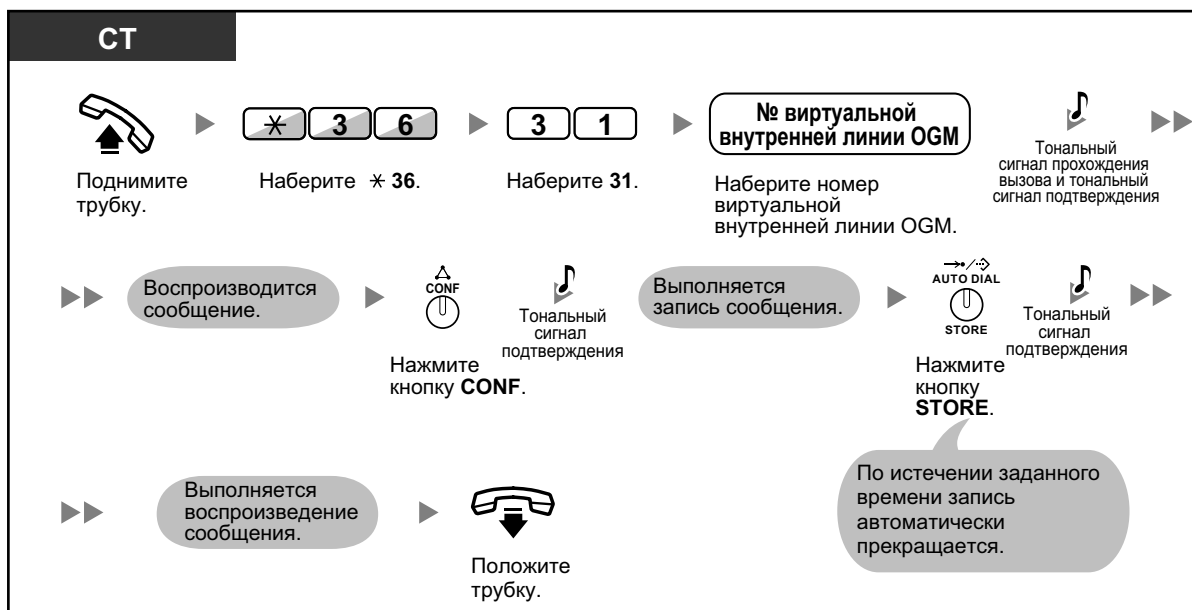 СТ
✳ 3 6
3 1
№ виртуальной
внутренней линии OGM
Поднимите
трубку.
Наберите ✳ 36.
Наберите 31.
Наберите номер
виртуальной
внутренней линии OGM.
Тональный
сигнал прохождения
вызова и тональный
сигнал подтверждения
Воспроизводится
сообщение.
CONF
Нажмите
кнопку CONF.
Тональный
сигнал
подтверждения
Выполняется
запись сообщения.
AUTO DIAL
STORE
Нажмите
кнопку
STORE.
Тональный
сигнал
подтверждения
По истечении заданного
времени запись
автоматически
прекращается.
Выполняется
воспроизведение
сообщения.
Положите
трубку.